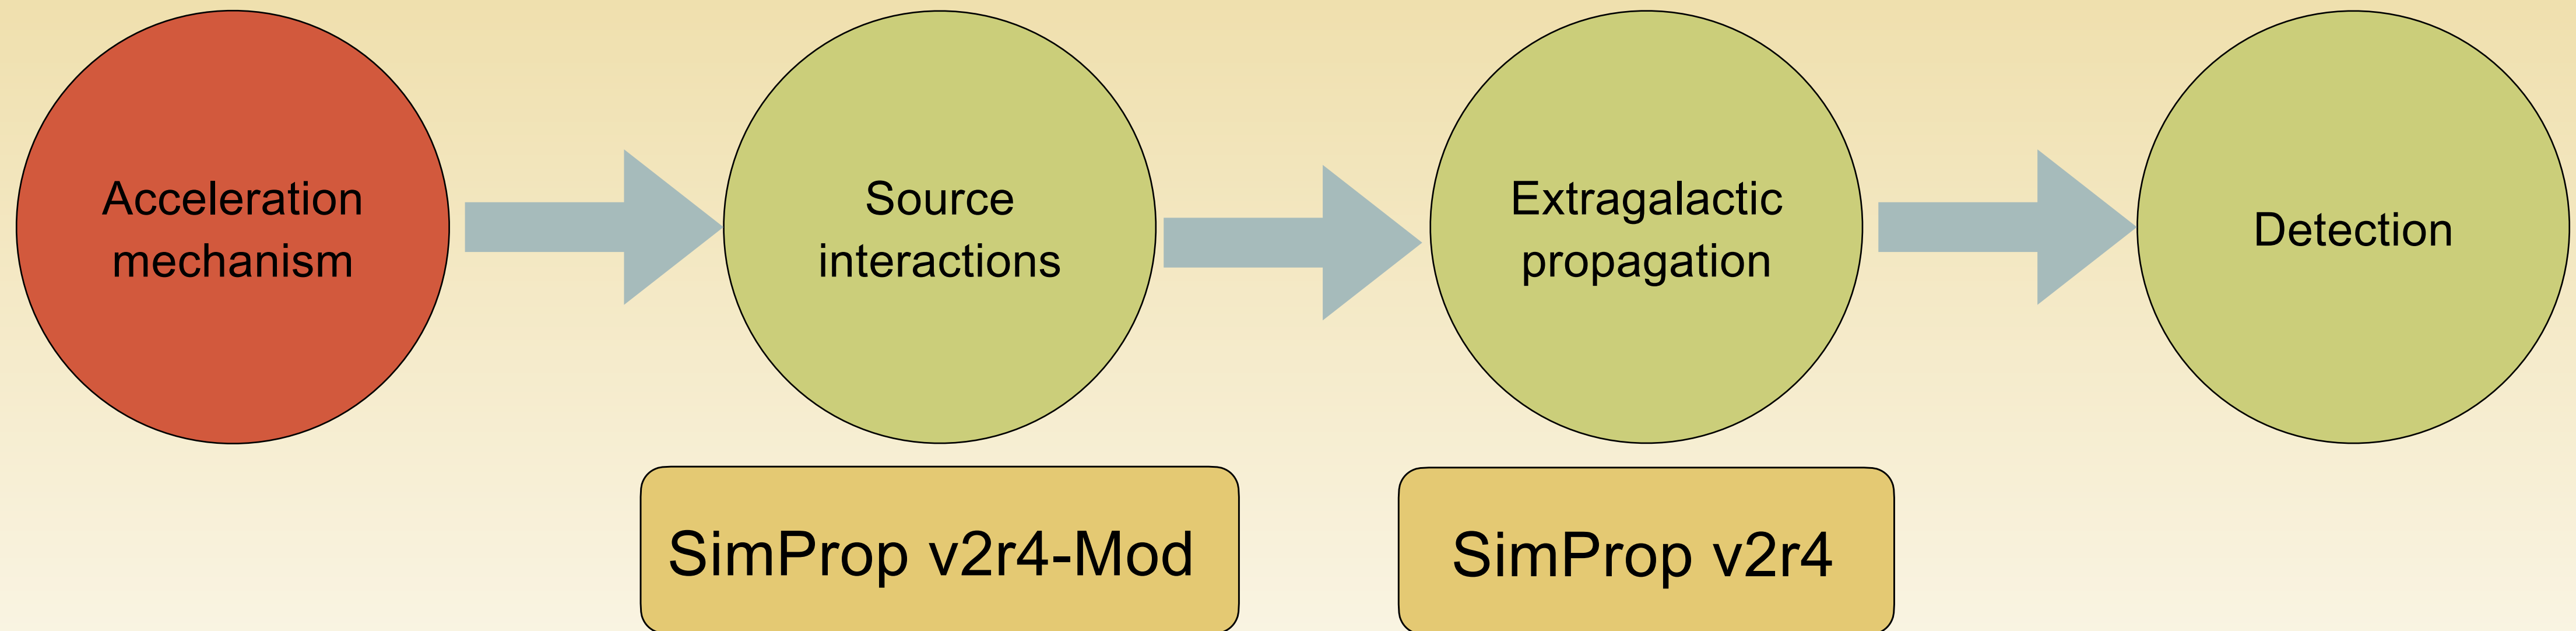 Acceleration
mechanism
Source
interactions
Extragalactic
propagation
Detection
SimProp v2r4-Mod
SimProp v2r4